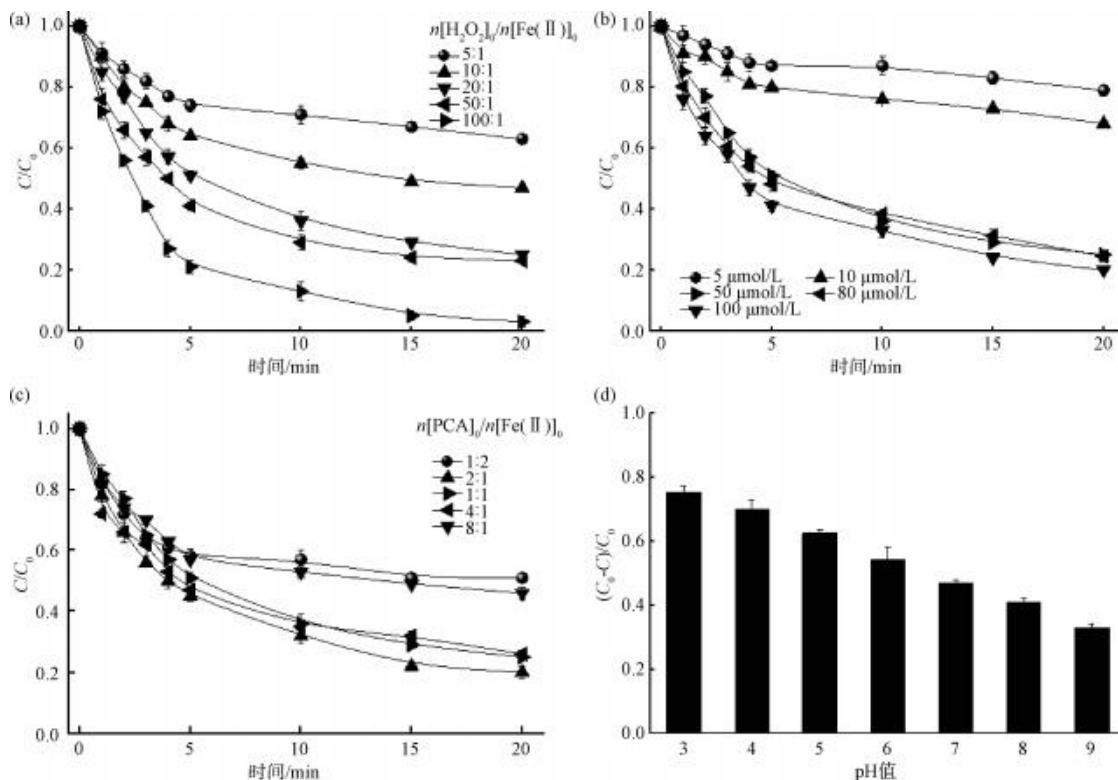 (a)
n[H₂O₂]₀/n[Fe(Ⅱ)]₀
5∶1
10∶1
20∶1
50∶1
100∶1
C/C₀
1.0
0.8
0.6
0.4
0.2
0.0
0 5 10 15 20
时间/min
(b)
C/C₀
1.0
0.8
0.6
0.4
0.2
0.0
5 μmol/L 10 μmol/L
50 μmol/L 80 μmol/L
100 μmol/L
0 5 10 15 20
时间/min
(c)
n[PCA]₀/n[Fe(Ⅱ)]₀
1∶2
2∶1
1∶1
4∶1
8∶1
C/C₀
1.0
0.8
0.6
0.4
0.2
0.0
0 5 10 15 20
时间/min
(d)
(C₀-C)/C₀
1.0
0.8
0.6
0.4
0.2
0.0
3 4 5 6 7 8 9
pH值